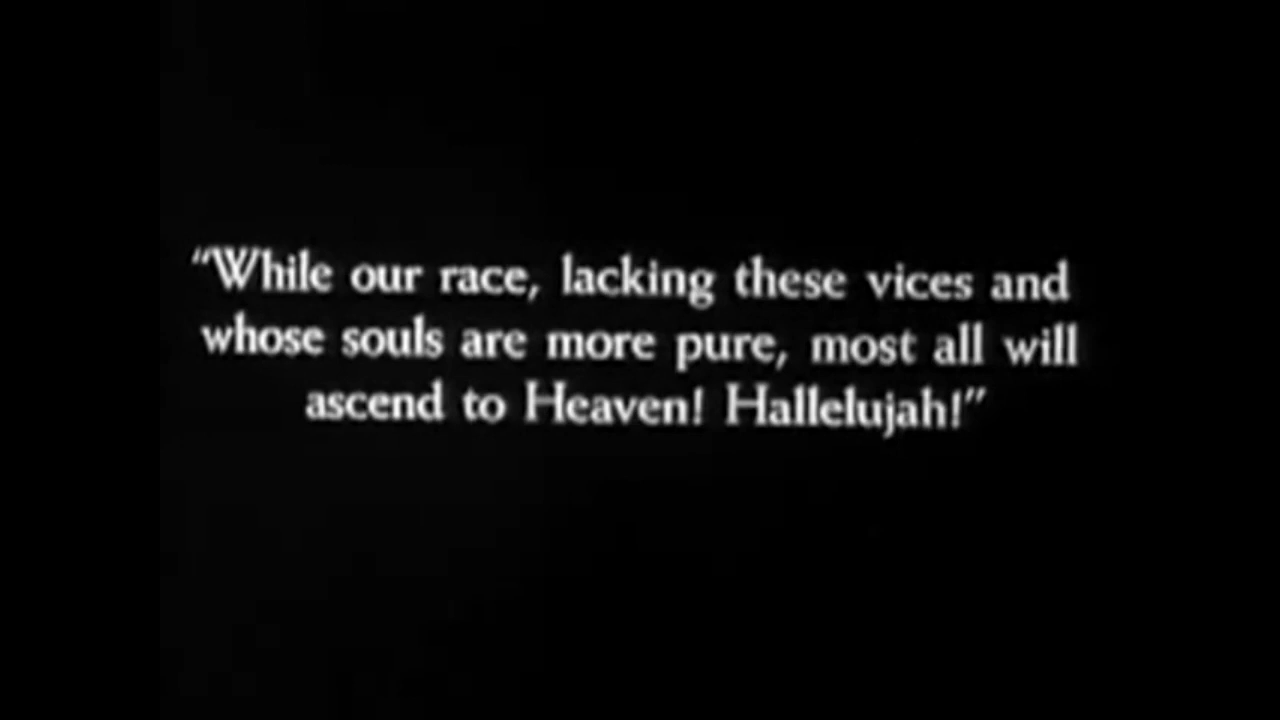 “While our race, lacking these vices and
whose souls are more pure, most all will
ascend to Heaven! Hallelujah!”